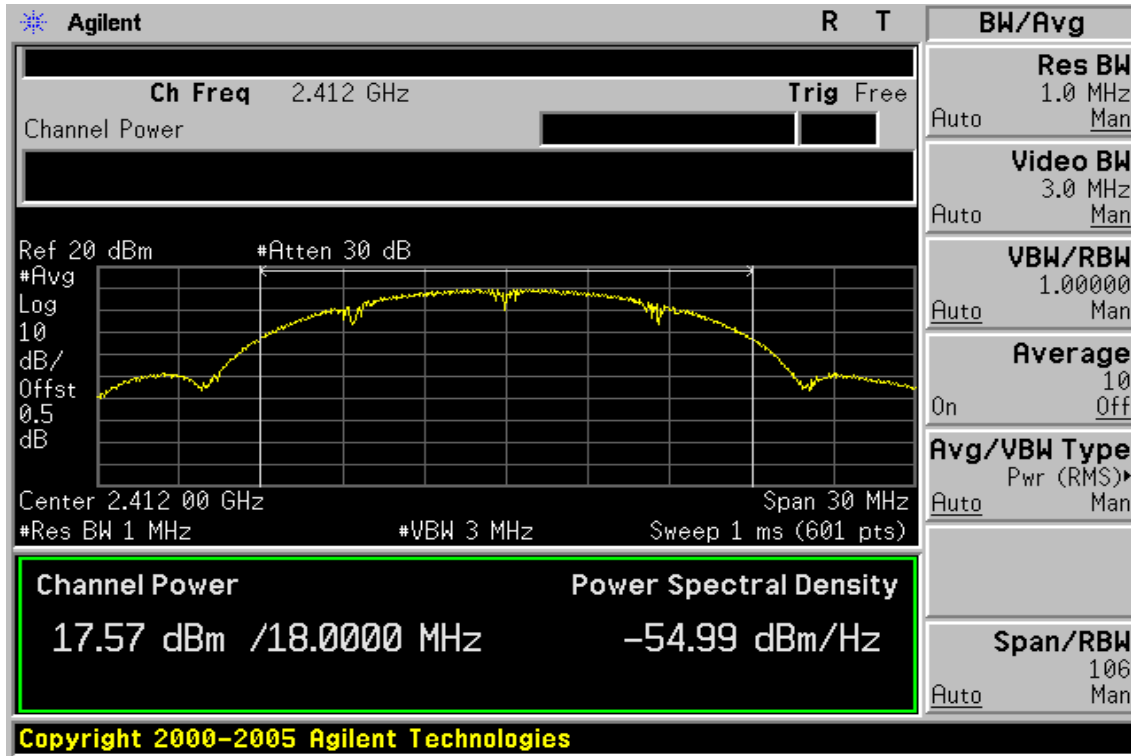 Agilent R T
BW/Avg
Ch Freq 2.412 GHz Trig Free
Channel Power
Ref 20 dBm #Atten 30 dB
#Avg
Log
10
dB/
Offst
0.5
dB
Center 2.412 00 GHz Span 30 MHz
#Res BW 1 MHz #VBW 3 MHz Sweep 1 ms (601 pts)
Channel Power Power Spectral Density
17.57 dBm /18.0000 MHz -54.99 dBm/Hz
Res BW
1.0 MHz
Auto Man
Video BW
3.0 MHz
Auto Man
VBW/RBW
1.00000
Auto Man
Average
10
On Off
Avg/VBW Type
Pwr (RMS)▸
Auto Man
Span/RBW
106
Auto Man
Copyright 2000-2005 Agilent Technologies